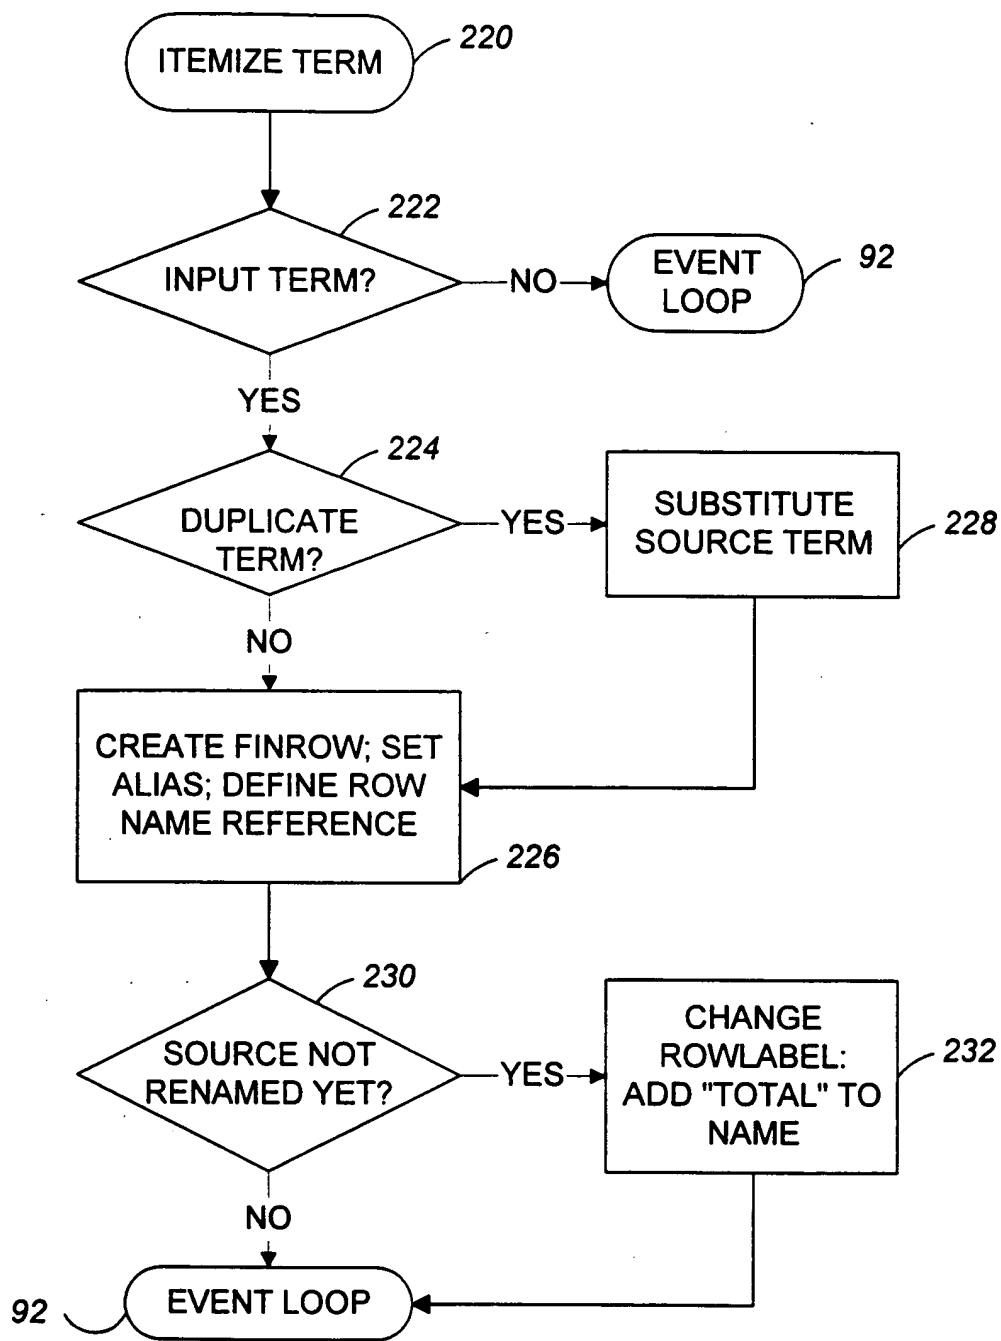 ITEMIZE TERM
220
INPUT TERM?
222
NO
EVENT
LOOP
92
YES
DUPLICATE
TERM?
224
YES
SUBSTITUTE
SOURCE TERM
228
NO
CREATE FINROW; SET
ALIAS; DEFINE ROW
NAME REFERENCE
226
SOURCE NOT
RENAMED YET?
230
YES
CHANGE
ROWLABEL:
ADD "TOTAL" TO
NAME
232
NO
EVENT LOOP
92